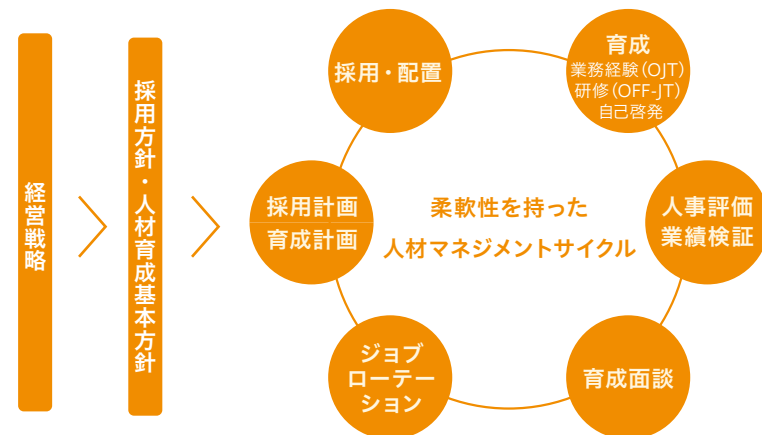 経営戦略
採用方針・人材育成基本方針
採用計画
育成計画
採用・配置
育成
業務経験（OJT）
研修（OFF-JT）
自己啓発
人事評価
業績検証
育成面談
ジョブ
ローテー
ション
柔軟性を持った
人材マネジメントサイクル